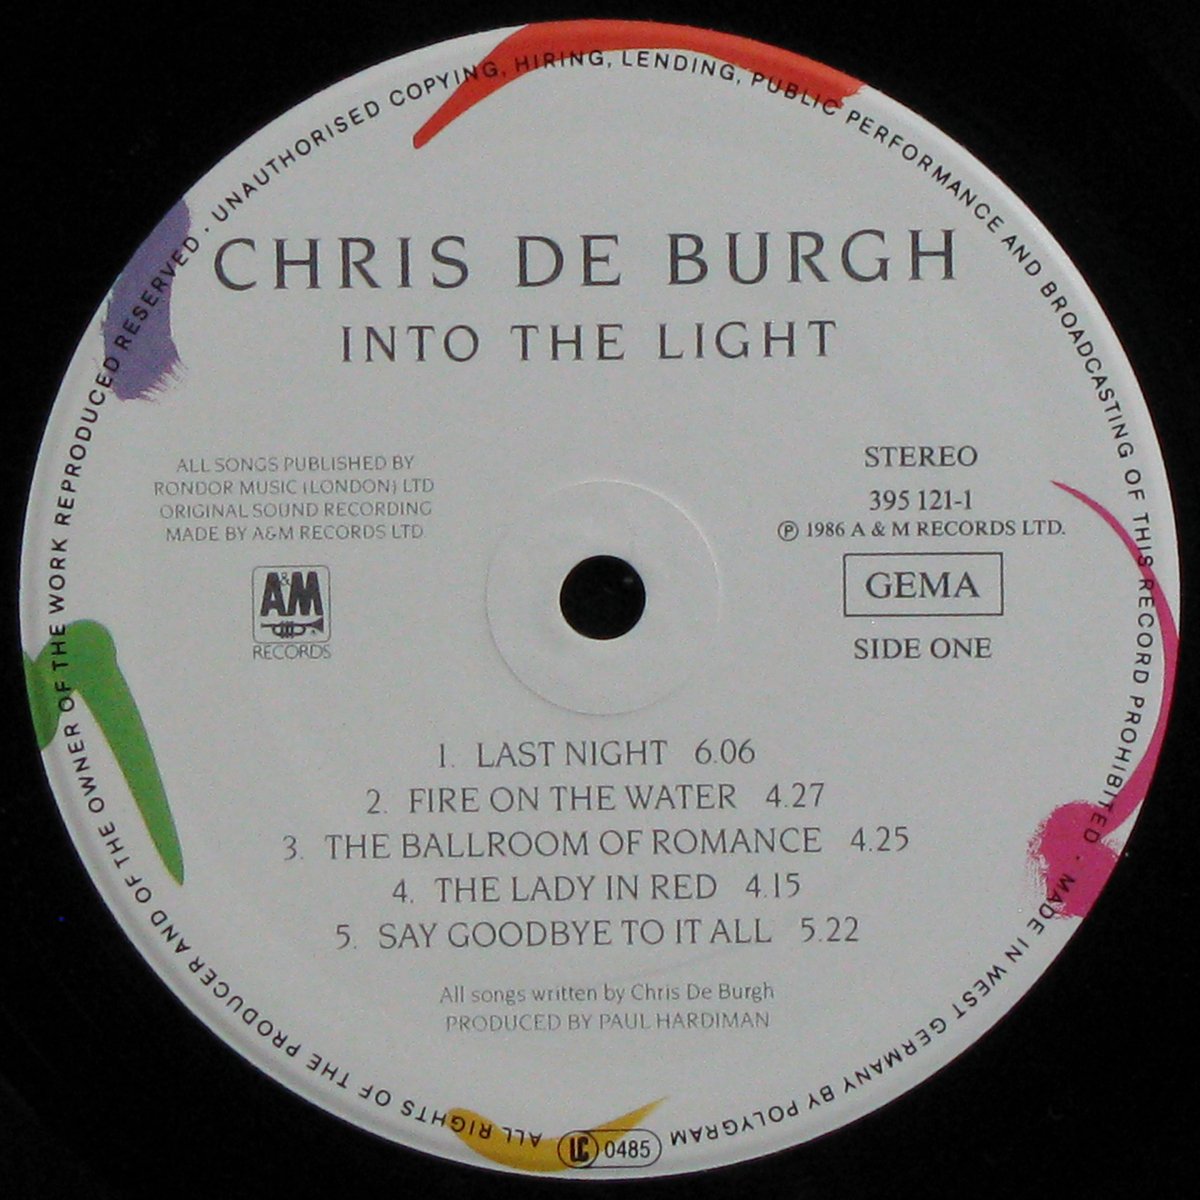 ALL RIGHTS OF THE PRODUCER AND OF THE OWNER OF THE WORK REPRODUCED RESERVED · UNAUTHORISED COPYING, HIRING, LENDING, PUBLIC PERFORMANCE AND BROADCASTING OF THIS RECORD PROHIBITED · MADE IN WEST GERMANY BY POLYGRAM
CHRIS DE BURGH
INTO THE LIGHT
ALL SONGS PUBLISHED BY
RONDOR MUSIC (LONDON) LTD
ORIGINAL SOUND RECORDING
MADE BY A&M RECORDS LTD
A&M
RECORDS
STEREO
395 121-1
Ⓟ 1986 A & M RECORDS LTD.
GEMA
SIDE ONE
1. LAST NIGHT 6.06
2. FIRE ON THE WATER 4.27
3. THE BALLROOM OF ROMANCE 4.25
4. THE LADY IN RED 4.15
5. SAY GOODBYE TO IT ALL 5.22
All songs written by Chris De Burgh
PRODUCED BY PAUL HARDIMAN
LC 0485